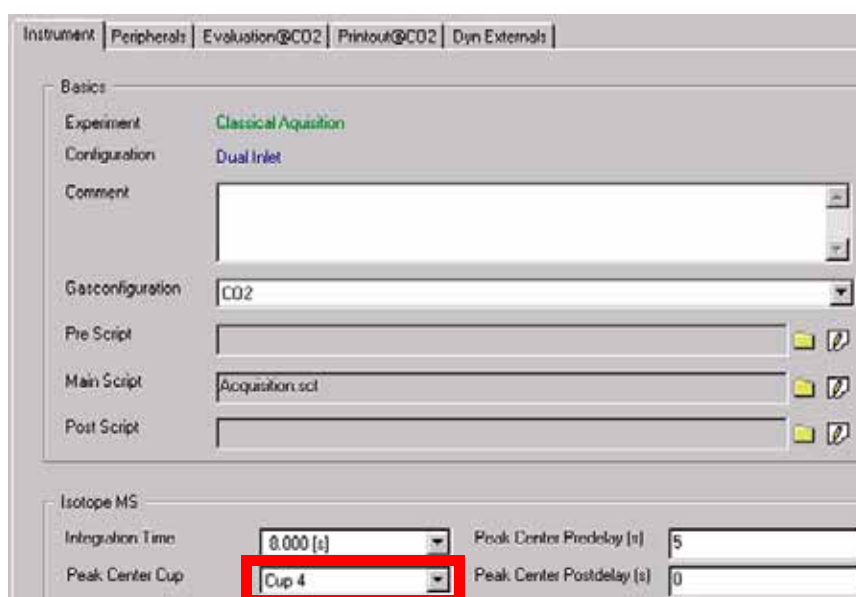 Instrument Peripherals Evaluation@CO2 Printout@CO2 Dyn Externals
Basics
Experiment Classical Aquisition
Configuration Dual Inlet
Comment
Gasconfiguration CO2
Pre Script
Main Script Acquisition.sct
Post Script
Isotope MS
Integration Time 8.000 [s] Peak Center Predelay (s) 5
Peak Center Cup Cup 4 Peak Center Postdelay (s) 0